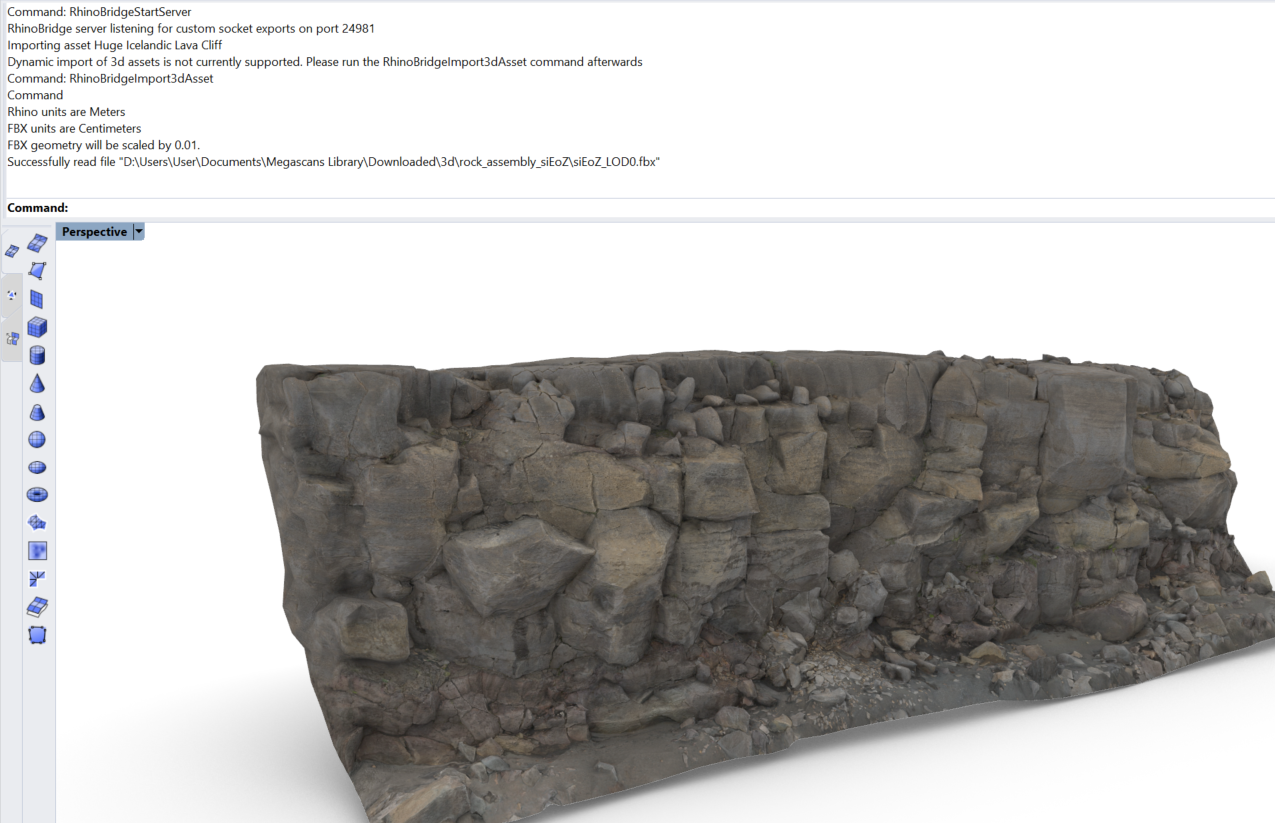 Command: RhinoBridgeStartServer
RhinoBridge server listening for custom socket exports on port 24981
Importing asset Huge Icelandic Lava Cliff
Dynamic import of 3d assets is not currently supported. Please run the RhinoBridgeImport3dAsset command afterwards
Command: RhinoBridgeImport3dAsset
Command
Rhino units are Meters
FBX units are Centimeters
FBX geometry will be scaled by 0.01.
Successfully read file "D:\Users\User\Documents\Megascans Library\Downloaded\3d\rock_assembly_siEoZ\siEoZ_LOD0.fbx"
Command:
Perspective